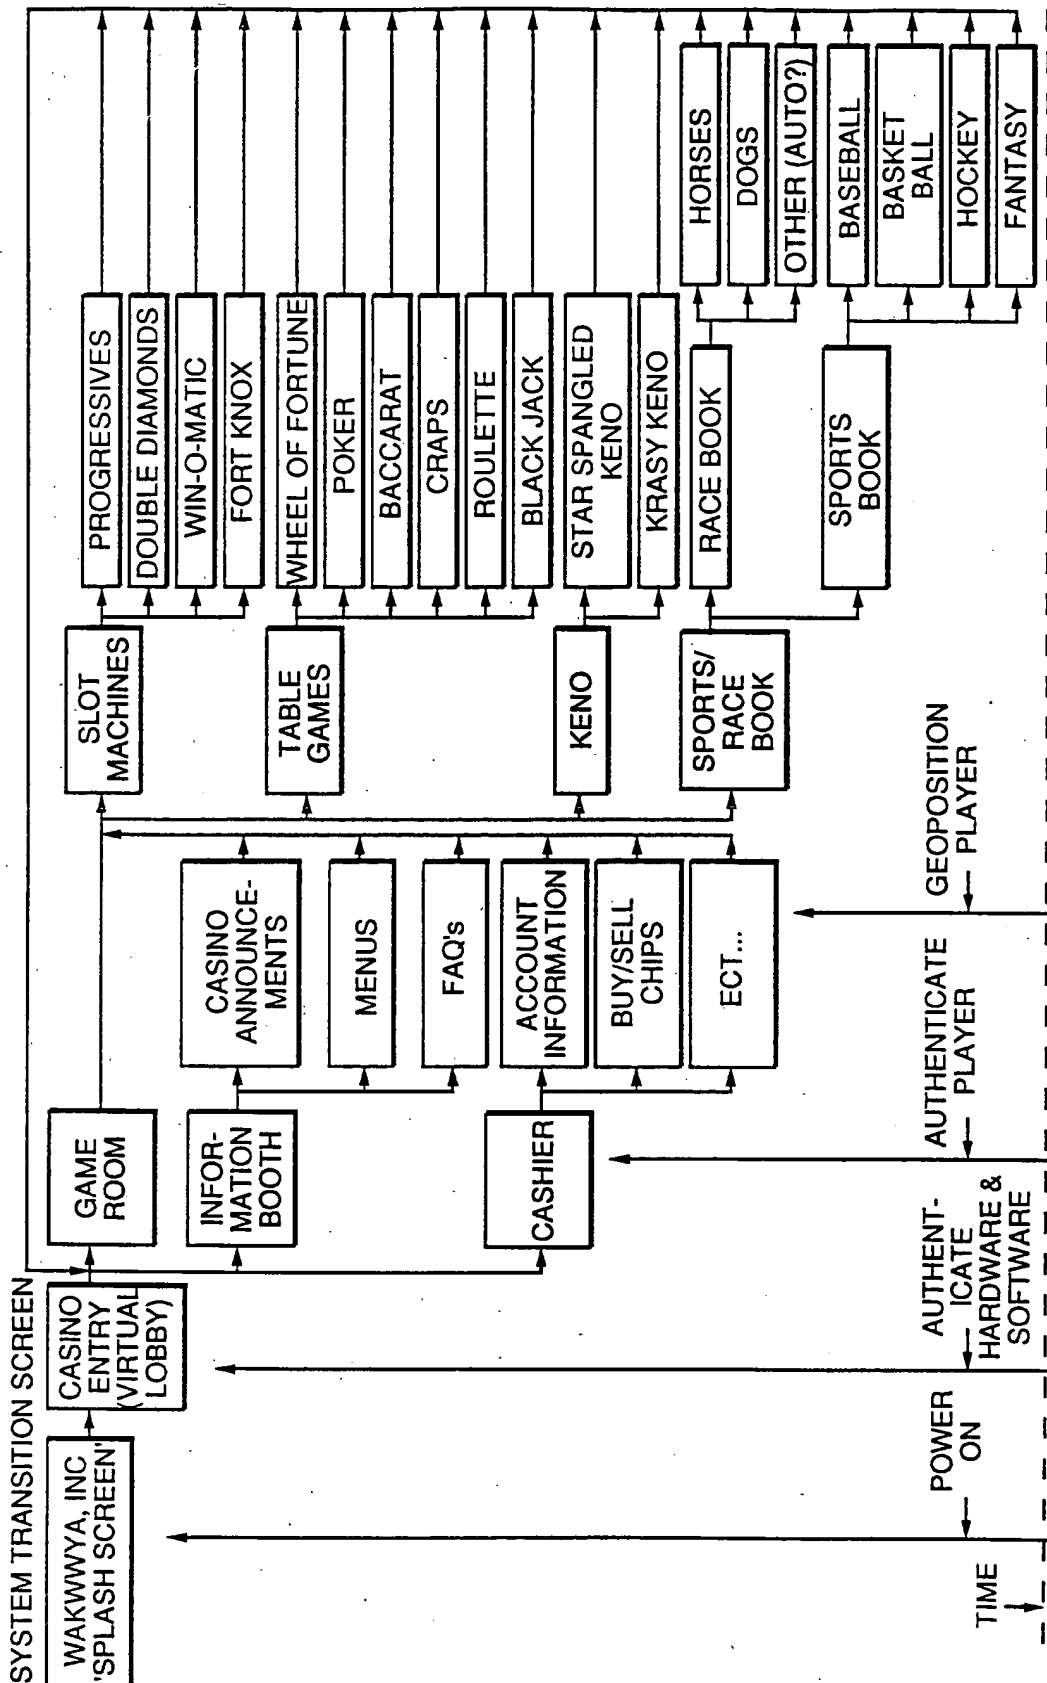 SYSTEM TRANSITION SCREEN
WAKWWYA, INC
'SPLASH SCREEN'
CASINO
ENTRY
(VIRTUAL
LOBBY)
GAME
ROOM
INFOR-
MATION
BOOTH
CASHIER
CASINO
ANNOUNCE-
MENTS
MENUS
FAQ's
ACCOUNT
INFORMATION
BUY/SELL
CHIPS
ECT...
SLOT
MACHINES
TABLE
GAMES
KENO
SPORTS/
RACE
BOOK
PROGRESSIVES
DOUBLE DIAMONDS
WIN-O-MATIC
FORT KNOX
WHEEL OF FORTUNE
POKER
BACCARAT
CRAPS
ROULETTE
BLACK JACK
STAR SPANGLED
KENO
KRASY KENO
RACE BOOK
SPORTS
BOOK
HORSES
DOGS
OTHER (AUTO?)
BASEBALL
BASKET
BALL
HOCKEY
FANTASY
TIME
POWER
ON
AUTHENT-
ICATE
HARDWARE &
SOFTWARE
AUTHENTICATE
PLAYER
GEOPOSITION
PLAYER